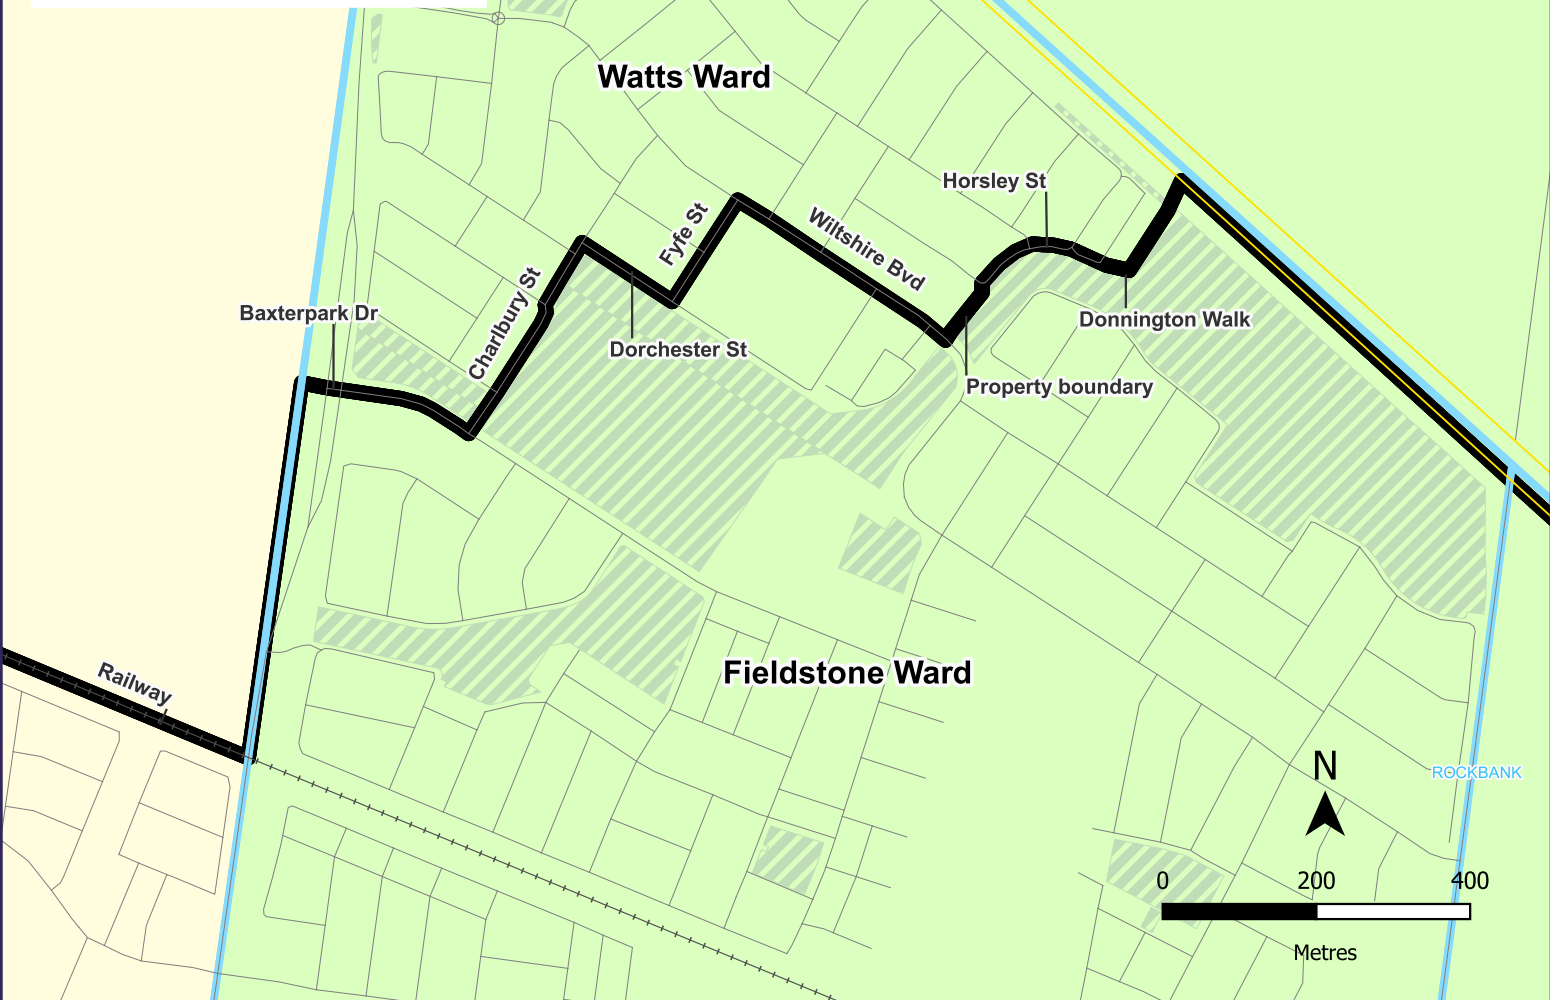 Watts Ward
Horsley St
Fyfe St
Wiltshire Bvd
Charlbury St
Baxterpark Dr
Donnington Walk
Dorchester St
Property boundary
Fieldstone Ward
Railway
N
ROCKBANK
0 200 400
Metres